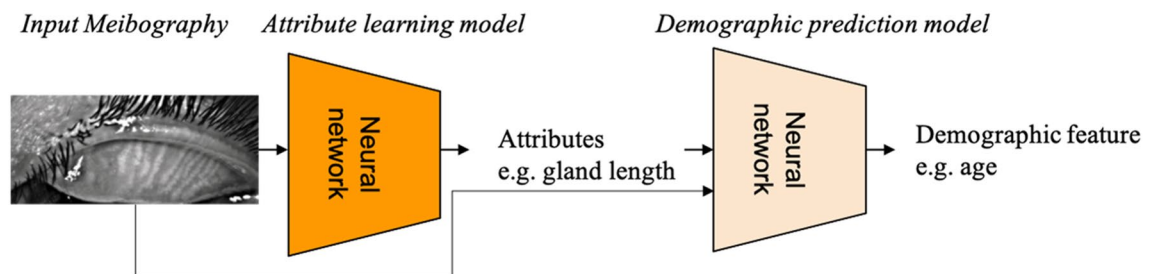 Input Meibography
Attribute learning model
Demographic prediction model
Neural
network
Attributes
e.g. gland length
Neural
network
Demographic feature
e.g. age